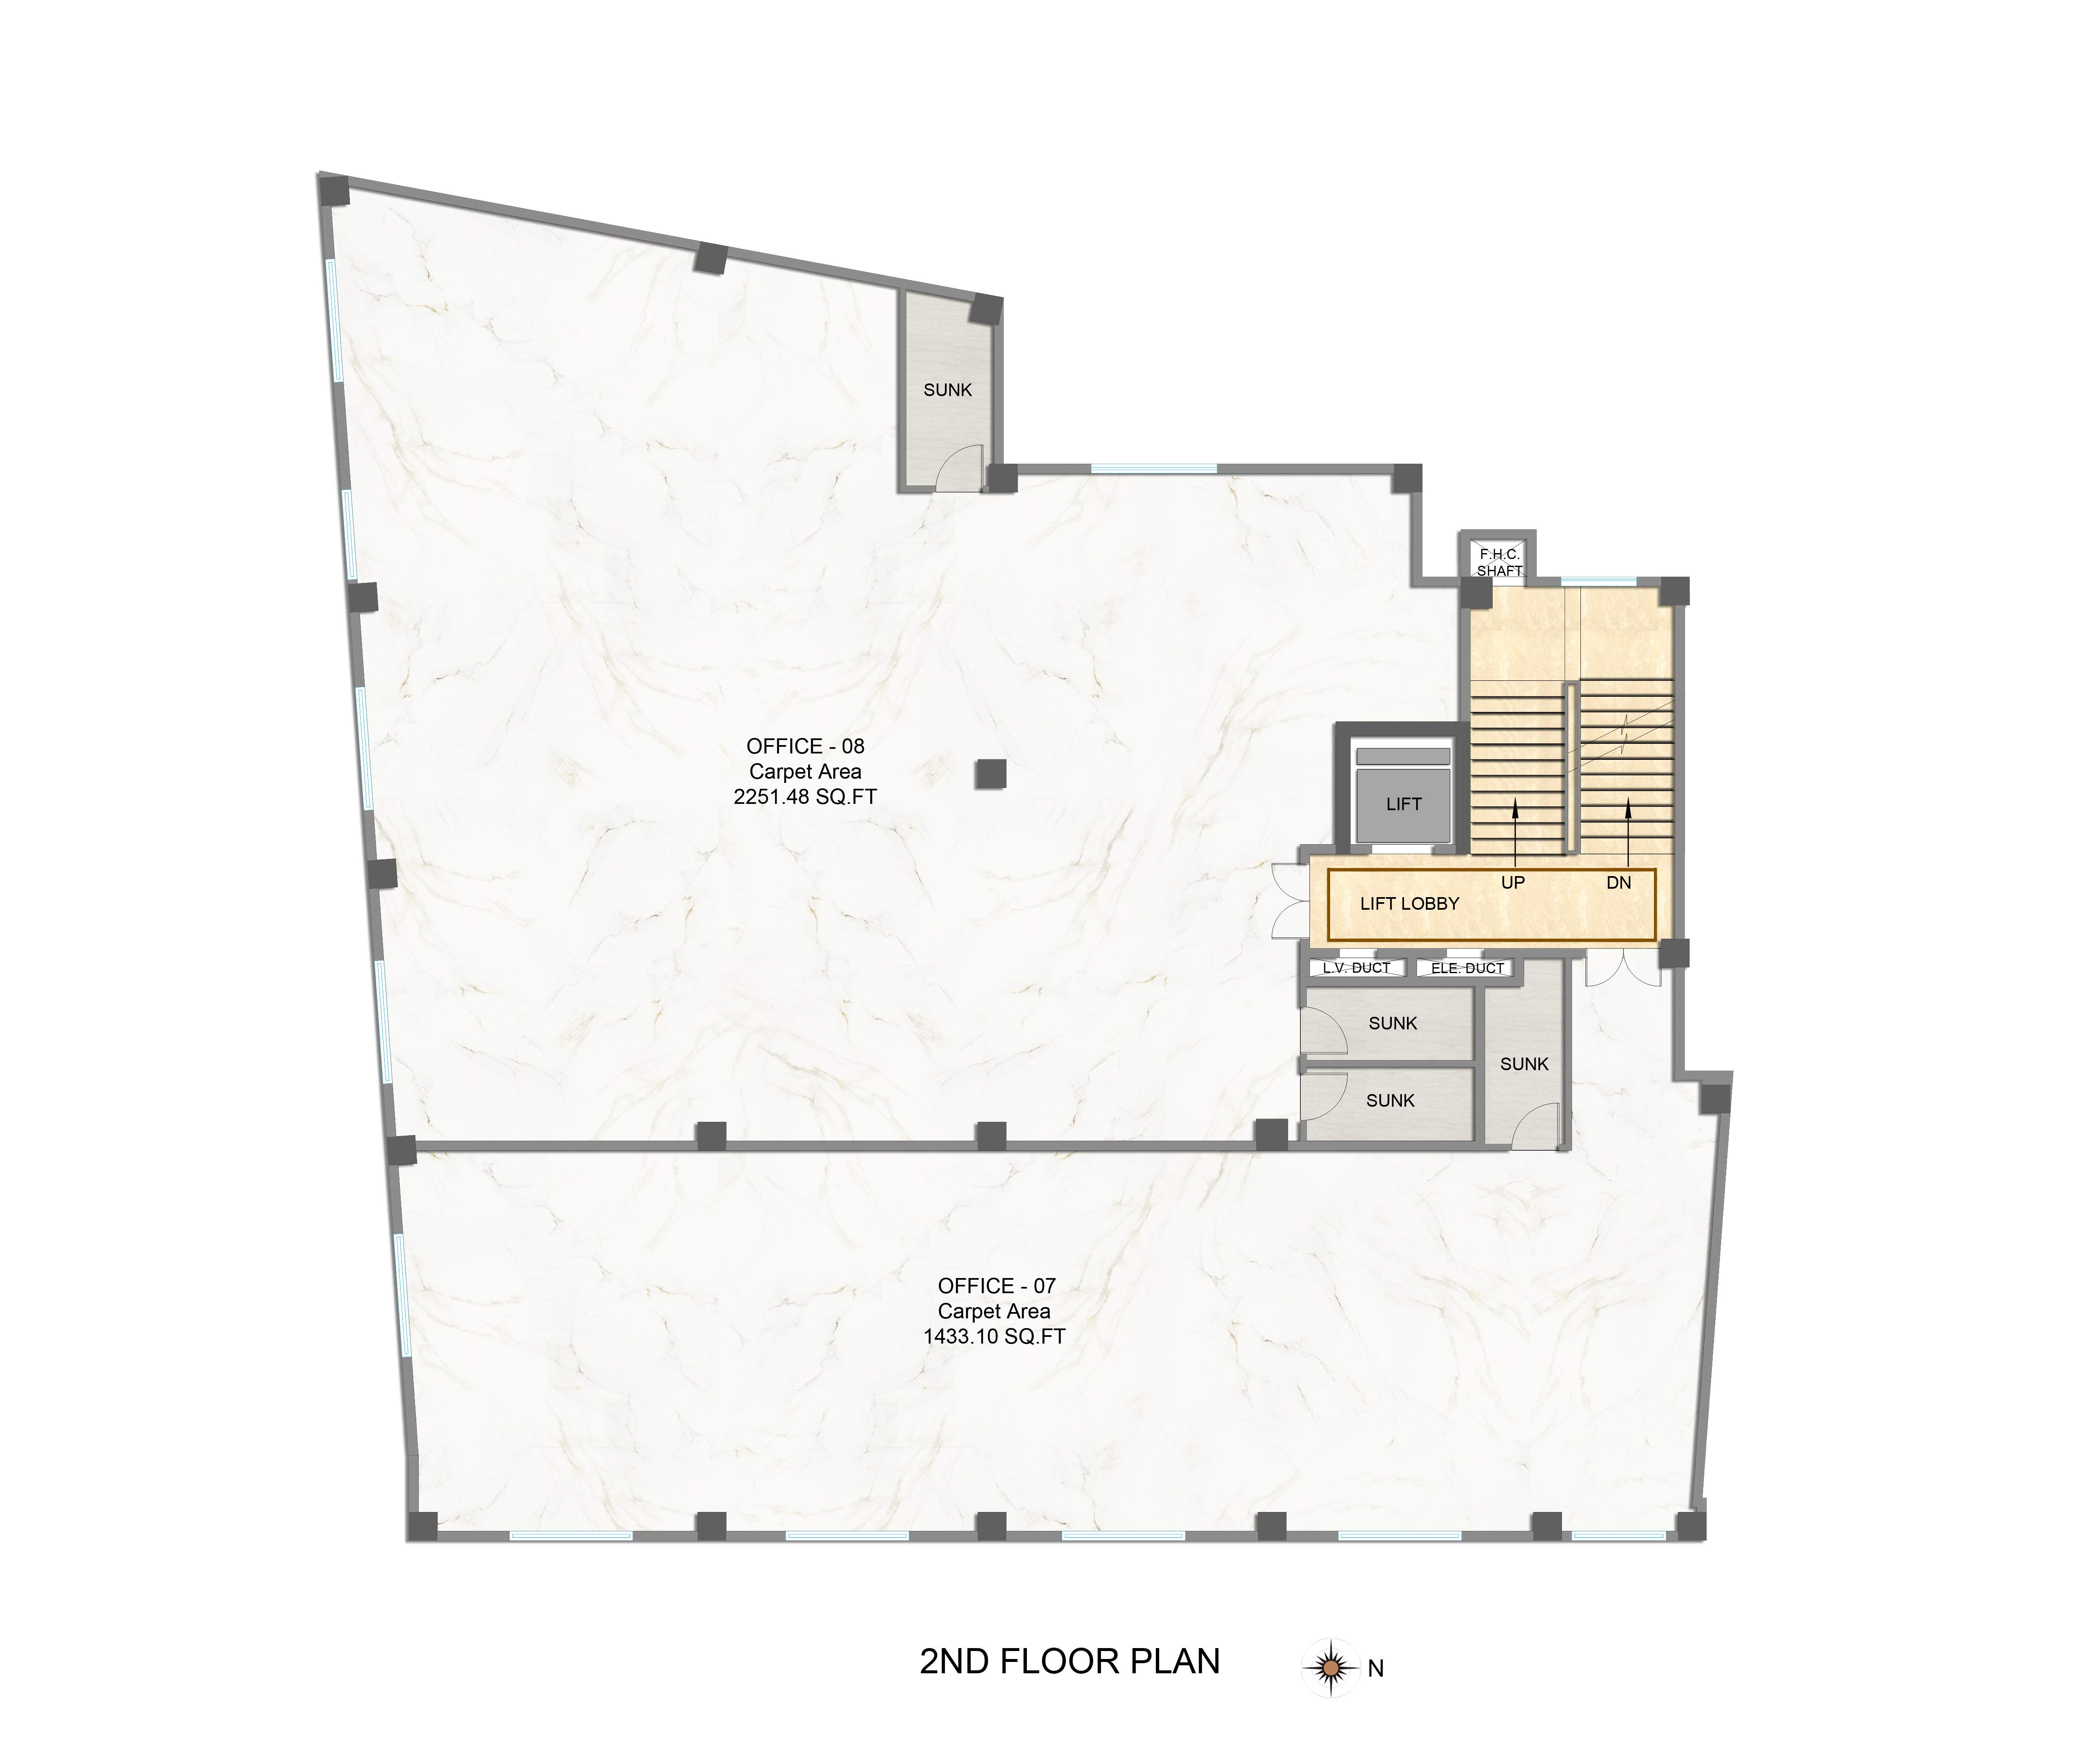 SUNK
F.H.C.
SHAFT
OFFICE - 08
Carpet Area
2251.48 SQ.FT
LIFT
UP
DN
LIFT LOBBY
L.V. DUCT
ELE. DUCT
SUNK
SUNK
SUNK
OFFICE - 07
Carpet Area
1433.10 SQ.FT
2ND FLOOR PLAN
N